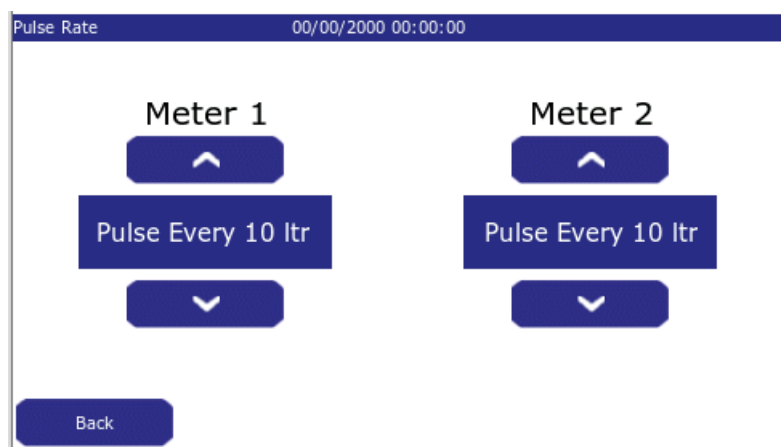 Pulse Rate 00/00/2000 00:00:00
Meter 1 Meter 2
Pulse Every 10 ltr Pulse Every 10 ltr
Back